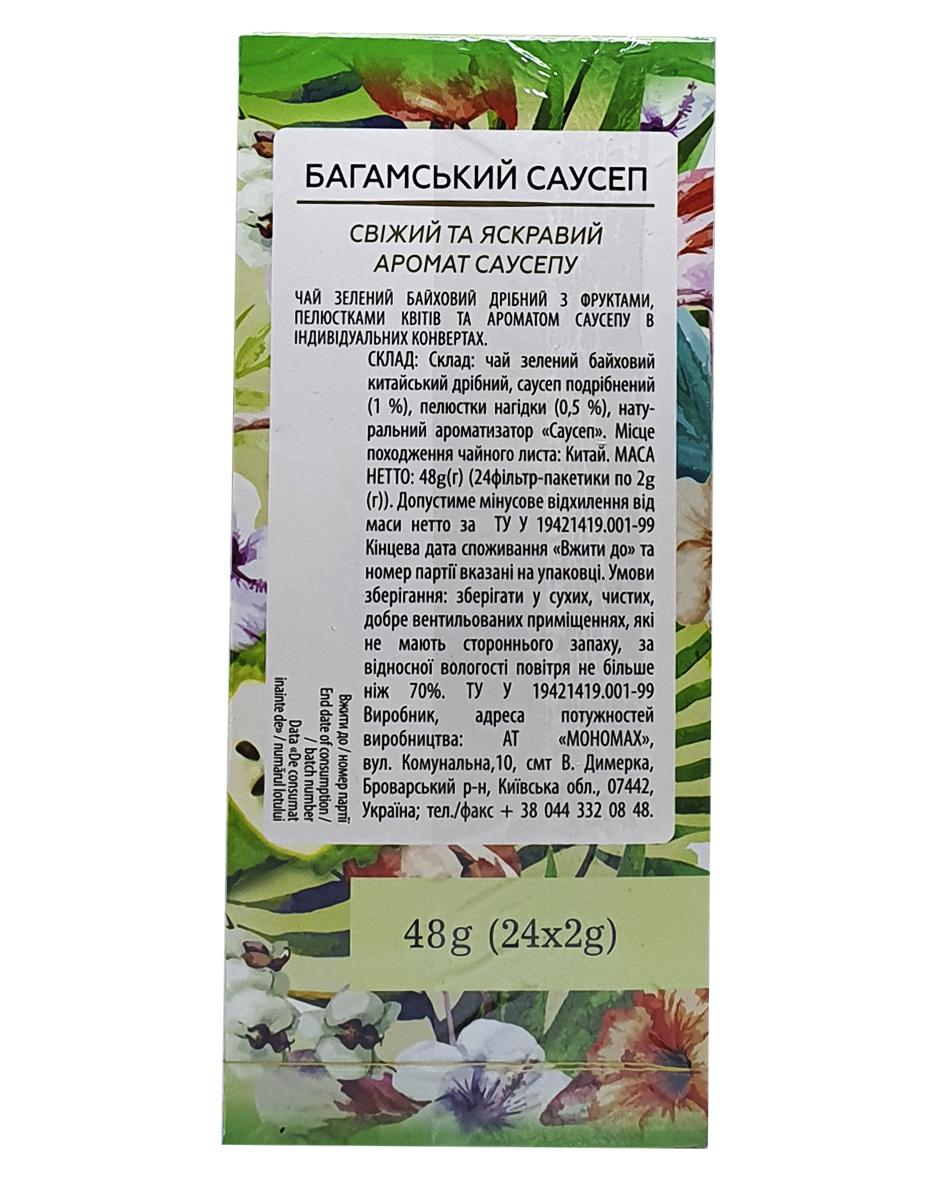 БАГАМСЬКИЙ САУСЕП
СВІЖИЙ ТА ЯСКРАВИЙ
АРОМАТ САУСЕПУ
ЧАЙ ЗЕЛЕНИЙ БАЙХОВИЙ ДРІБНИЙ З ФРУКТАМИ,
ПЕЛЮСТКАМИ КВІТІВ ТА АРОМАТОМ САУСЕПУ В
ІНДИВІДУАЛЬНИХ КОНВЕРТАХ.
СКЛАД: Склад: чай зелений байховий
китайський дрібний, саусеп подрібнений
(1 %), пелюстки нагідки (0,5 %), нату-
ральний ароматизатор «Саусеп». Місце
походження чайного листа: Китай. МАСА
НЕТТО: 48g(г) (24фільтр-пакетики по 2g
(г)). Допустиме мінусове відхилення від
маси нетто за ТУ У 19421419.001-99
Кінцева дата споживання «Вжити до» та
номер партії вказані на упаковці. Умови
зберігання: зберігати у сухих, чистих,
добре вентильованих приміщеннях, які
не мають стороннього запаху, за
відносної вологості повітря не більше
ніж 70%. ТУ У 19421419.001-99
Виробник, адреса потужностей
виробництва: АТ «МОНОМАХ»,
вул. Комунальна,10, смт В. Димерка,
Броварський р-н, Київська обл., 07442,
Україна; тел./факс + 38 044 332 08 48.
Вжити до / номер партії
End date of consumption /
/ batch number
Data «De consumat
inainte de» / numărul lotului
48g (24x2g)